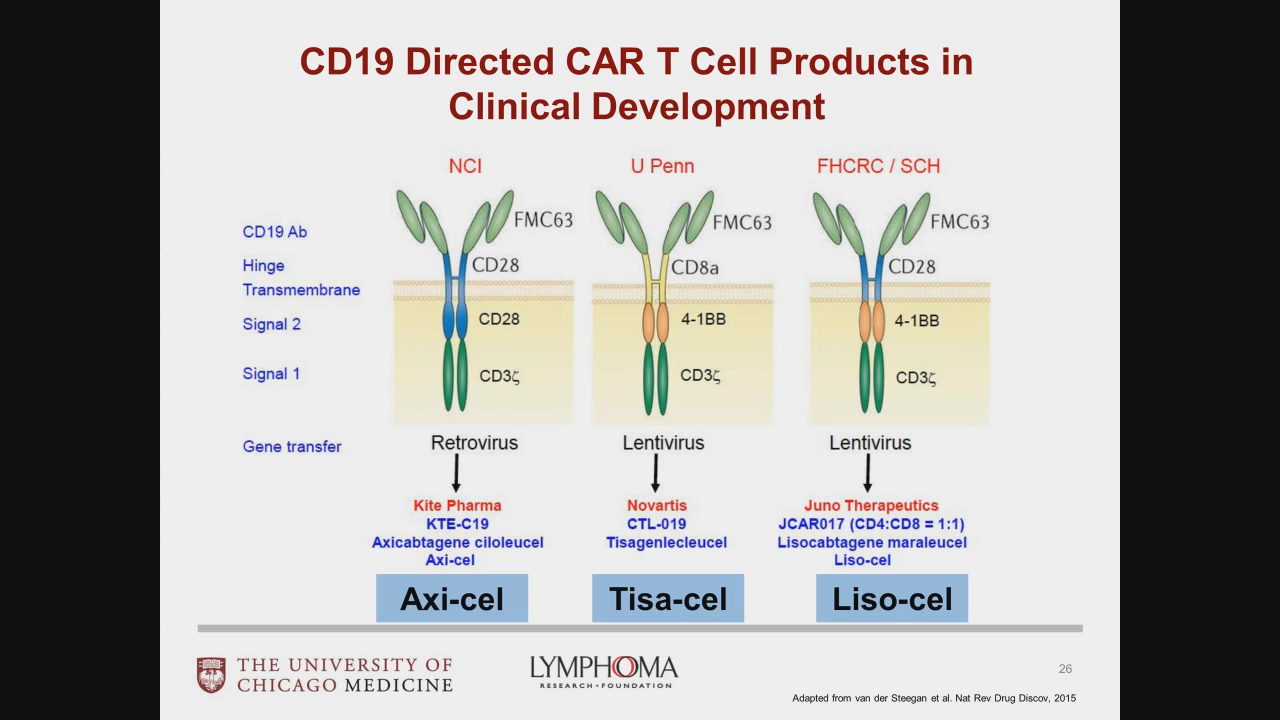 CD19 Directed CAR T Cell Products in
Clinical Development
NCI
U Penn
FHCRC / SCH
CD19 Ab
FMC63
FMC63
FMC63
Hinge
CD28
CD8a
CD28
Transmembrane
Signal 2
CD28
4-1BB
4-1BB
Signal 1
CD3ζ
CD3ζ
CD3ζ
Gene transfer
Retrovirus
Lentivirus
Lentivirus
Kite Pharma
KTE-C19
Axicabtagene ciloleucel
Axi-cel
Novartis
CTL-019
Tisagenlecleucel
Juno Therapeutics
JCAR017 (CD4:CD8 = 1:1)
Lisocabtagene maraleucel
Liso-cel
Axi-cel
Tisa-cel
Liso-cel
THE UNIVERSITY OF
CHICAGO MEDICINE
LYMPHOMA
RESEARCH • FOUNDATION
26
Adapted from van der Steegan et al. Nat Rev Drug Discov, 2015